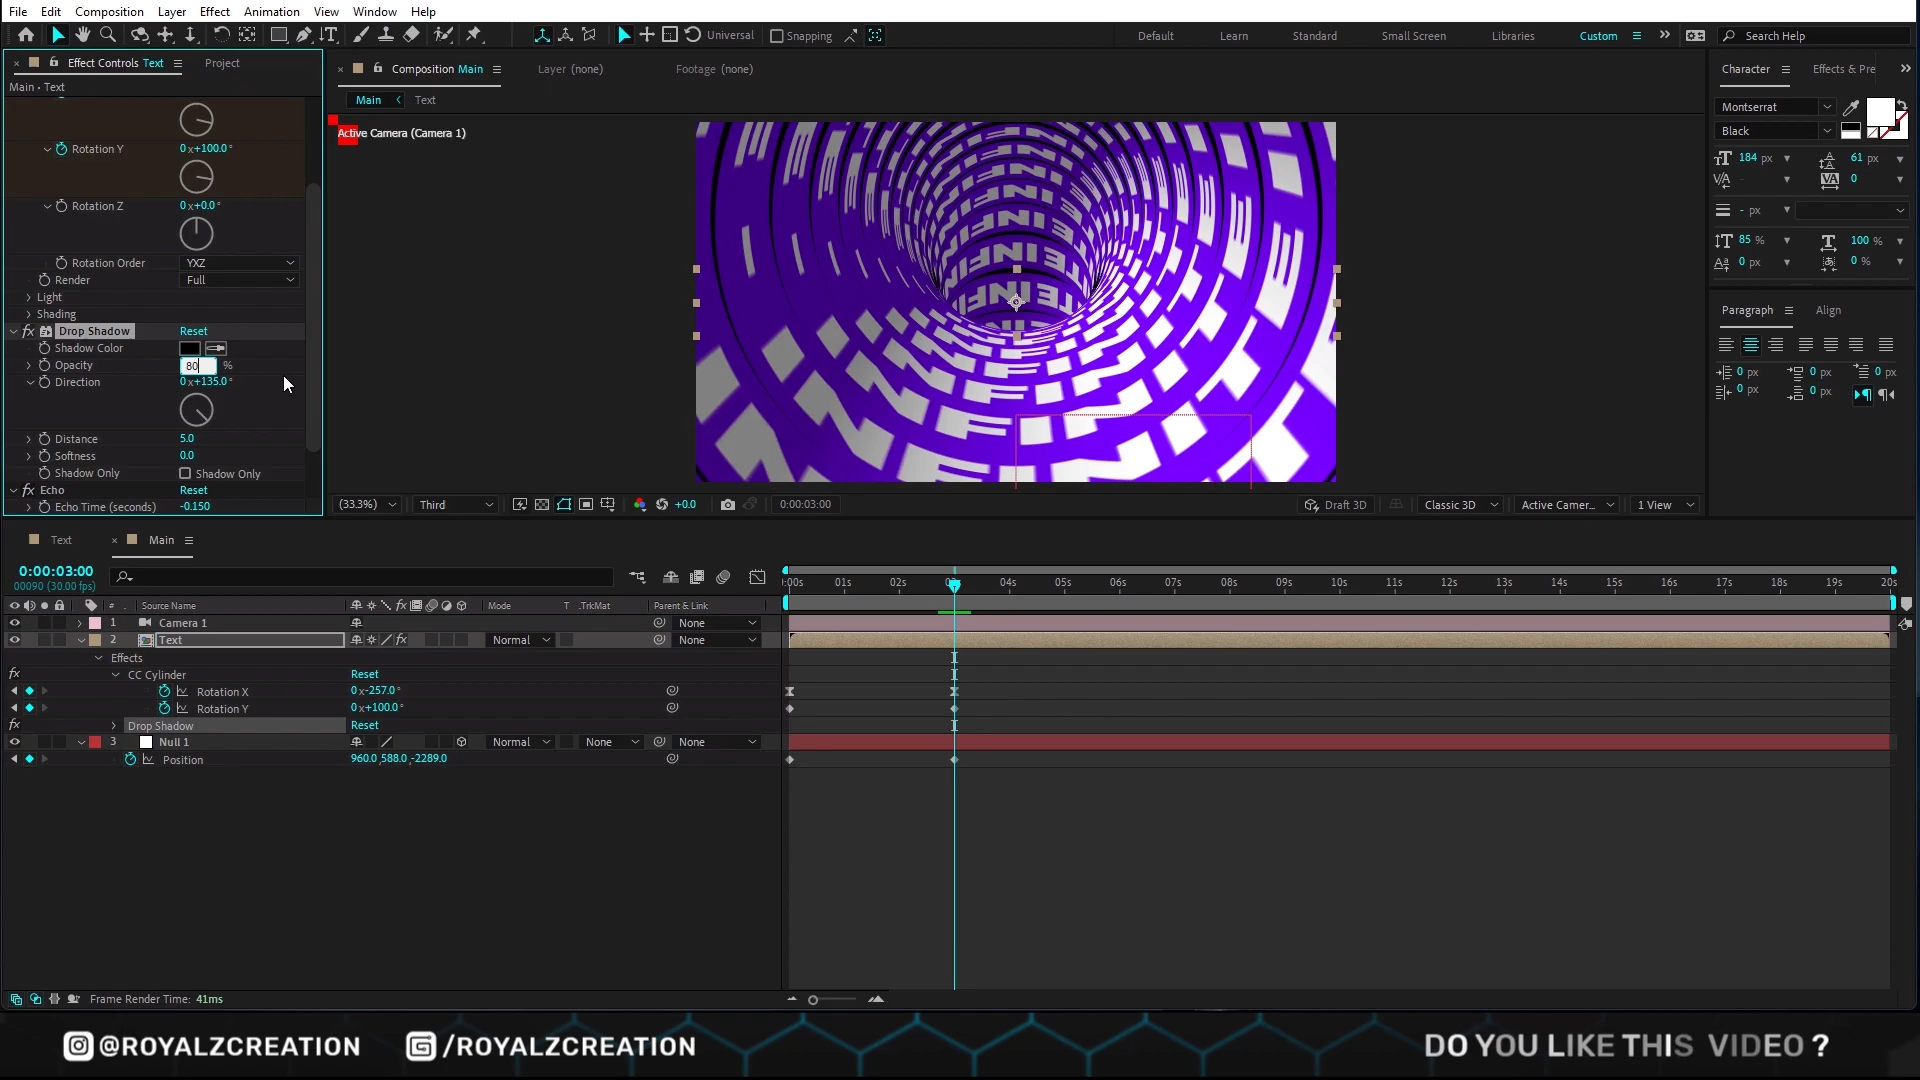 File Edit Composition Layer Effect Animation View Window Help
Universal Snapping Default Learn Standard Small Screen Libraries Custom Search Help
Effect Controls Text Project
Main • Text
Rotation Y 0x+100.0°
Rotation Z 0x+0.0°
Rotation Order YXZ
Render Full
Light
Shading
fx Drop Shadow Reset
Shadow Color
Opacity 80 %
Direction 0x+135.0°
Distance 5.0
Softness 0.0
Shadow Only Shadow Only
fx Echo Reset
Echo Time (seconds) -0.150
Composition Main Layer (none) Footage (none)
Main Text
Active Camera (Camera 1)
(33.3%) Third +0.0 0:00:03:00 Draft 3D Classic 3D Active Camer... 1 View
Character Effects & Pre
Montserrat
Black
184 px 61 px
0
- px
85 % 100 %
0 px 0 %
Paragraph Align
0 px 0 px 0 px
0 px 0 px
Text Main
0:00:03:00
00090 (30.00 fps)
# Source Name fx Mode T .TrkMat Parent & Link
1 Camera 1 None
2 Text fx Normal None
Effects
fx CC Cylinder Reset
Rotation X 0x-257.0°
Rotation Y 0x+100.0°
fx Drop Shadow Reset
3 Null 1 Normal None None
Position 960.0,588.0,-2289.0
:00s 01s 02s 04s 05s 06s 07s 08s 09s 10s 11s 12s 13s 14s 15s 16s 17s 18s 19s 20s
Frame Render Time: 41ms
@ROYALZCREATION /ROYALZCREATION DO YOU LIKE THIS VIDEO ?